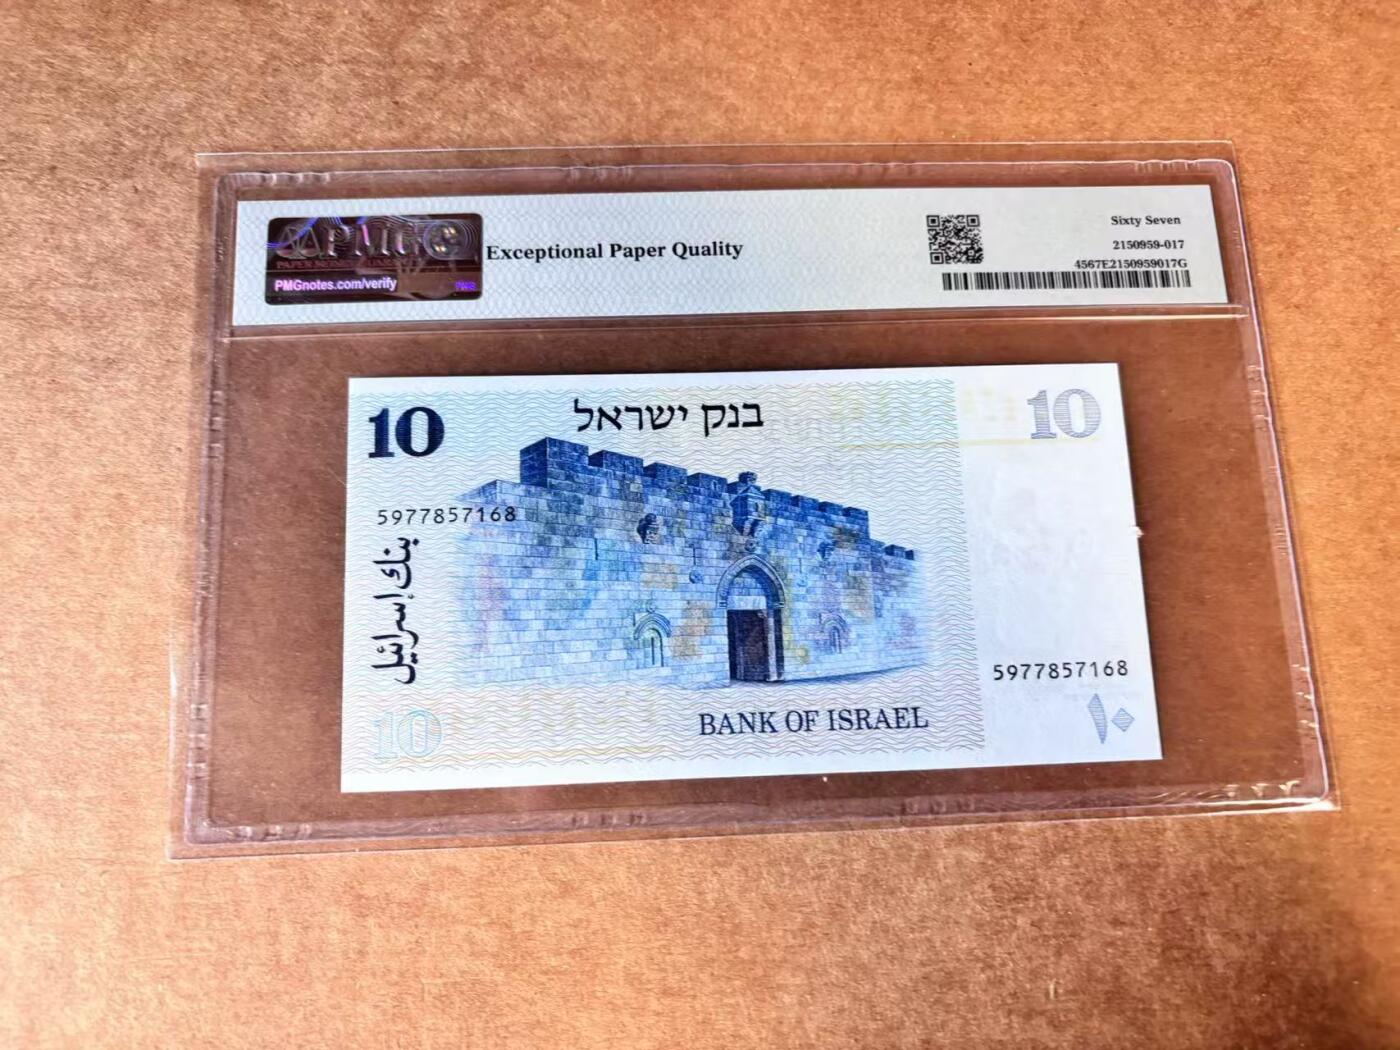 PMG
PMGnotes.com/verify
PMG
Exceptional Paper Quality
Sixty Seven
2150959-017
4567E2150959017G
10
בנק ישראל
10
5977857168
بنك إسرائيل
5977857168
10
BANK OF ISRAEL
١٠